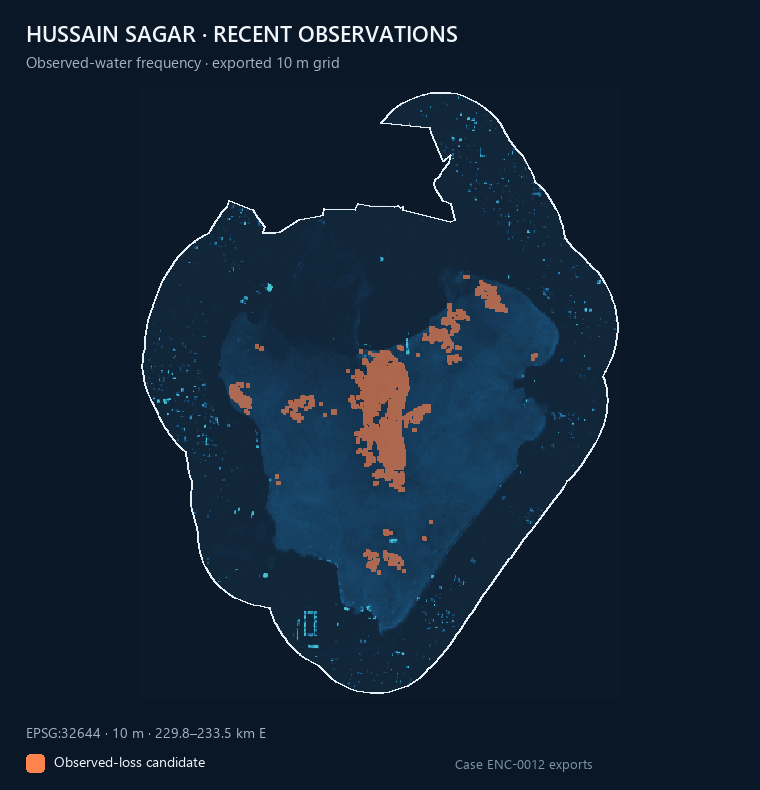 HUSSAIN SAGAR · RECENT OBSERVATIONS
Observed-water frequency · exported 10 m grid
EPSG:32644 · 10 m · 229.8–233.5 km E
Observed-loss candidate
Case ENC-0012 exports